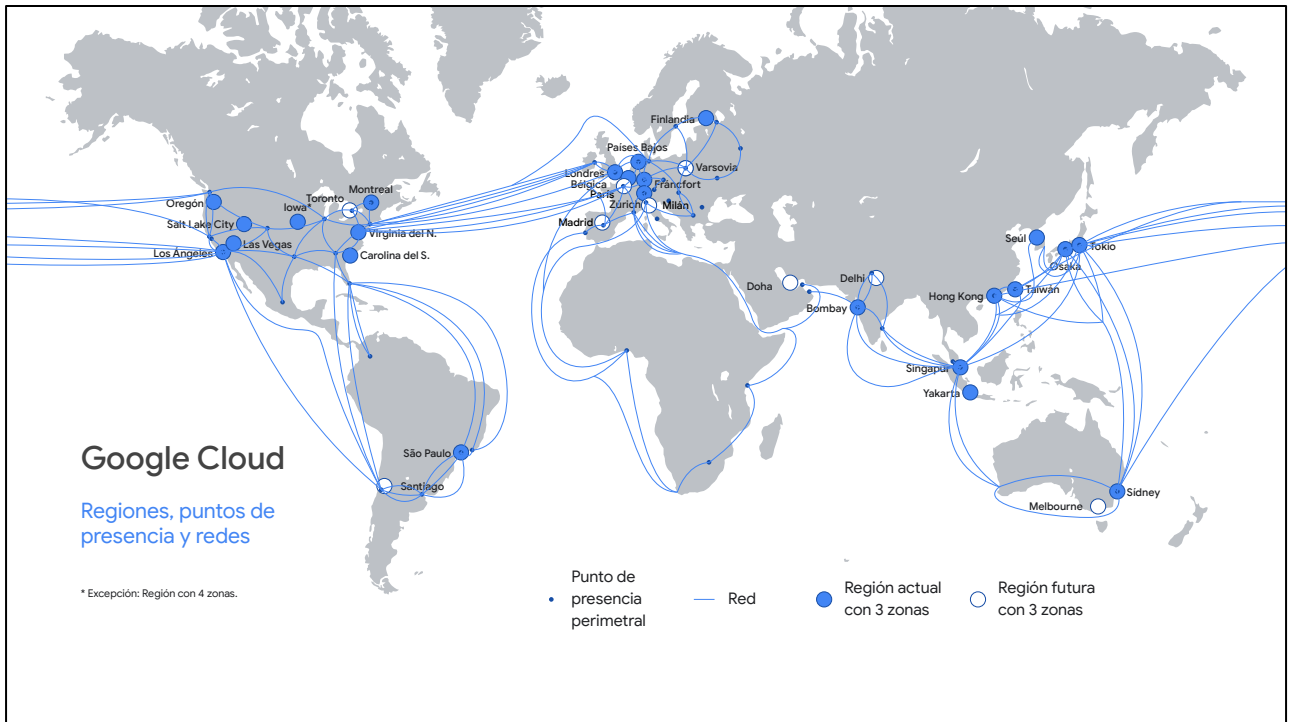 Finlandia
Países Bajos
Londres
Varsovia
Bélgica
Francfort
París
Zúrich
Milán
Madrid
Montreal
Toronto
Oregón
Iowa*
Salt Lake City
Virginia del N.
Las Vegas
Los Ángeles
Carolina del S.
Seúl
Tokio
Osaka
Doha
Delhi
Hong Kong
Taiwán
Bombay
Singapur
Yakarta
São Paulo
Santiago
Sídney
Melbourne
Google Cloud
Regiones, puntos de
presencia y redes
* Excepción: Región con 4 zonas.
Punto de
presencia
perimetral
Red
Región actual
con 3 zonas
Región futura
con 3 zonas